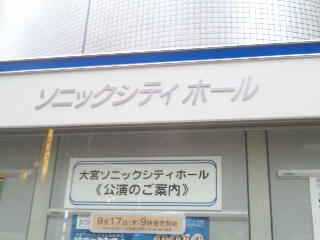 ソニックシティ ホール
大宮ソニックシティホール
《公演のご案内》
9月17日(木)9時発売開始